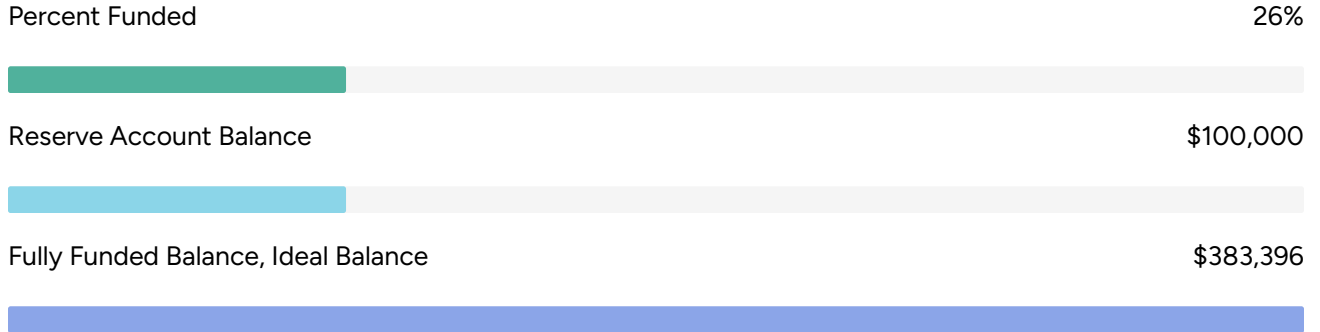 Percent Funded 26%
Reserve Account Balance $100,000
Fully Funded Balance, Ideal Balance $383,396